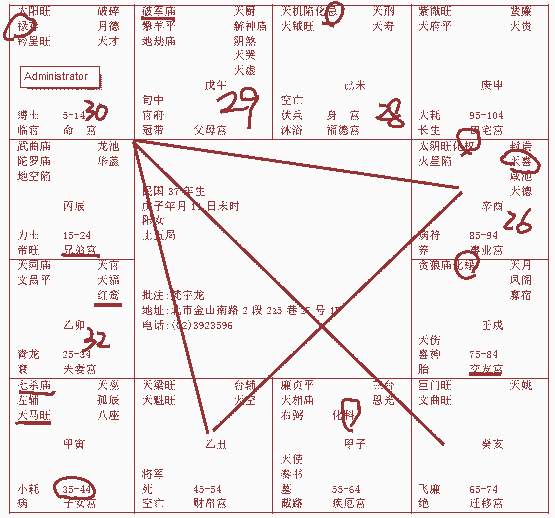 太阳旺 破碎
禄存 月德
铃星旺 天才
Administrator
博士 5-14
临官 命宫
30
破军庙 天厨
擎羊平 解神庙
地劫庙 阴煞
天哭
天虚
戊午
旬中
官府
冠带 父母宫
29
天机陷化忌 天刑
天钺旺 天寿
己未
空亡
伏兵 身宫
沐浴 福德宫
28
紫微旺 蜚廉
天府平 天贵
庚申
大耗 95-104
长生 田宅宫
武曲庙 龙池
陀罗庙 华盖
地空陷
丙辰
力士 15-24
帝旺 兄弟宫
民国 37 年生
戊子年月 日未时
阳女
土五局
批注:梵宇龙
地址: 北市金山南路 2 段 2x5 巷 号 1F
电话:(02)3923596
太阴旺化权
火星陷 天喜
咸池
天德
辛酉
26
病符 85-94
养 事业宫
天同庙 天官
文昌平 天福
红鸾
乙卯
32
青龙 25-34
衰 夫妻宫
贪狼庙化禄 天月
凤阁
寡宿
壬戌
天伤
喜神 75-84
胎 交友宫
七杀庙
左辅 孤辰
天马旺 八座
甲寅
小耗 35-44
病 子女宫
天梁旺 台辅
天魁旺 天空
乙丑
将军
死 45-54
空亡 财帛宫
廉贞平 三台
天相庙 恩光
右弼 化科
甲子
天使
奏书
墓 55-64
截路 疾厄宫
巨门旺 天姚
文曲旺
癸亥
飞廉 65-74
绝 迁移宫